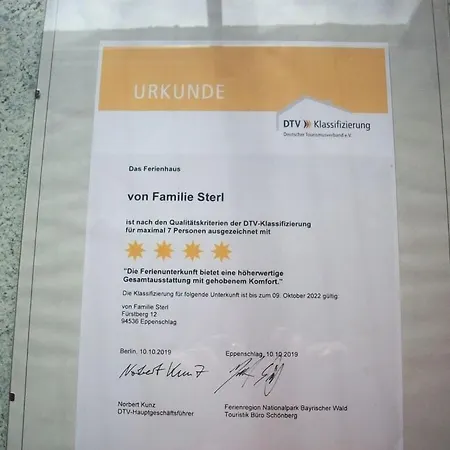 URKUNDE
DTV Klassifizierung
Deutscher Tourismusverband e.V.
Das Ferienhaus
von Familie Sterl
ist nach den Qualitätskriterien der DTV-Klassifizierung
für maximal 7 Personen ausgezeichnet mit
"Die Ferienunterkunft bietet eine höherwertige
Gesamtausstattung mit gehobenem Komfort."
Die Klassifizierung für folgende Unterkunft ist bis zum 09. Oktober 2022 gültig:
von Familie Sterl
Fürstberg 12
94536 Eppenschlag
Berlin, 10.10.2019
Eppenschlag, 10.10.2019
Norbert Kunz
Norbert Kunz
DTV-Hauptgeschäftsführer
Ferienregion Nationalpark Bayrischer Wald
Touristik Büro Schönberg